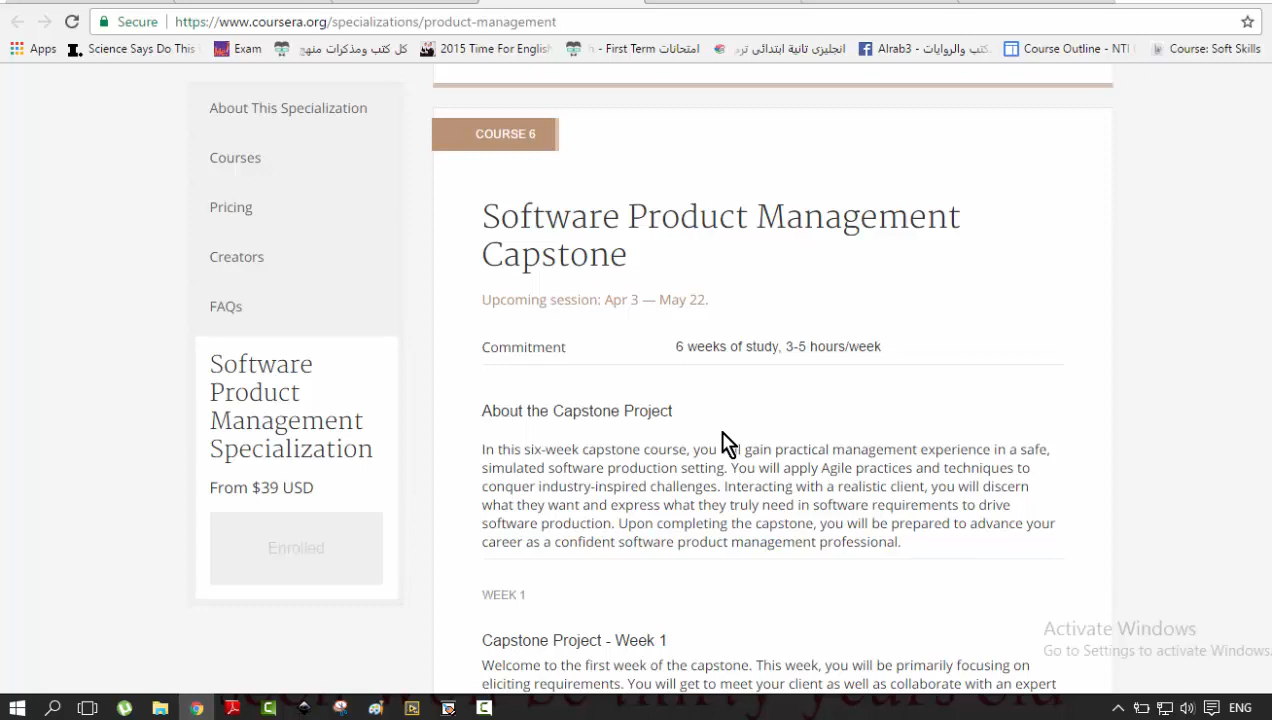 Secure https://www.coursera.org/specializations/product-management
Apps Science Says Do This Exam كل كتب ومذكرات منهج 2015 Time For English امتحانات First Term - n انجليزى ثانية ابتدائى ترم Alrab3 - كتب والروايات Course Outline - NTI Course: Soft Skills
About This Specialization
Courses
Pricing
Creators
FAQs
Software
Product
Management
Specialization
From $39 USD
Enrolled
COURSE 6
Software Product Management
Capstone
Upcoming session: Apr 3 — May 22.
Commitment 6 weeks of study, 3-5 hours/week
About the Capstone Project
In this six-week capstone course, you gain practical management experience in a safe,
simulated software production setting. You will apply Agile practices and techniques to
conquer industry-inspired challenges. Interacting with a realistic client, you will discern
what they want and express what they truly need in software requirements to drive
software production. Upon completing the capstone, you will be prepared to advance your
career as a confident software product management professional.
WEEK 1
Capstone Project - Week 1
Welcome to the first week of the capstone. This week, you will be primarily focusing on
eliciting requirements. You will get to meet your client as well as collaborate with an expert
Activate Windows
Go to Settings to activate Windows.
ENG